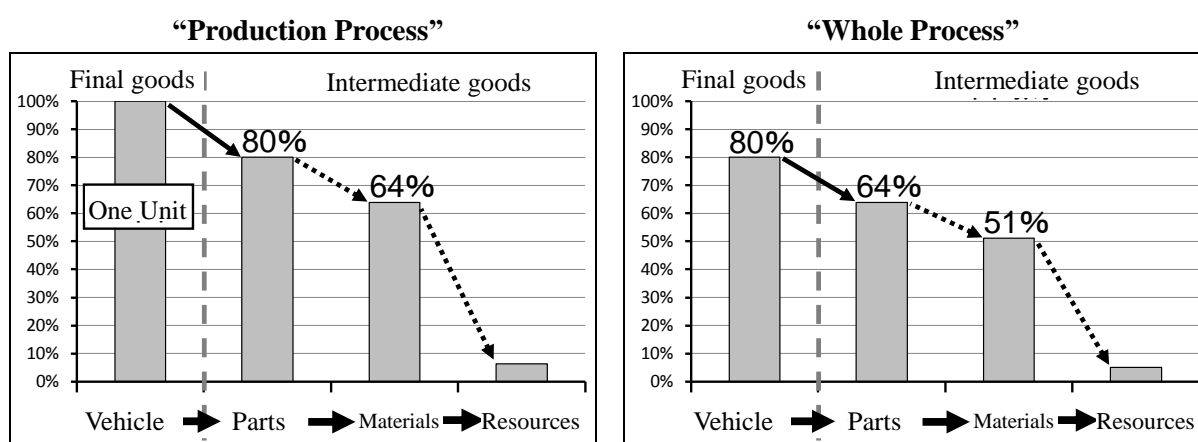 “Production Process”
Final goods
Intermediate goods
100%
90%
80%
70%
60%
50%
40%
30%
20%
10%
0%
80%
64%
One Unit
Vehicle
Parts
Materials
Resources
“Whole Process”
Final goods
Intermediate goods
100%
90%
80%
70%
60%
50%
40%
30%
20%
10%
0%
80%
64%
51%
Vehicle
Parts
Materials
Resources